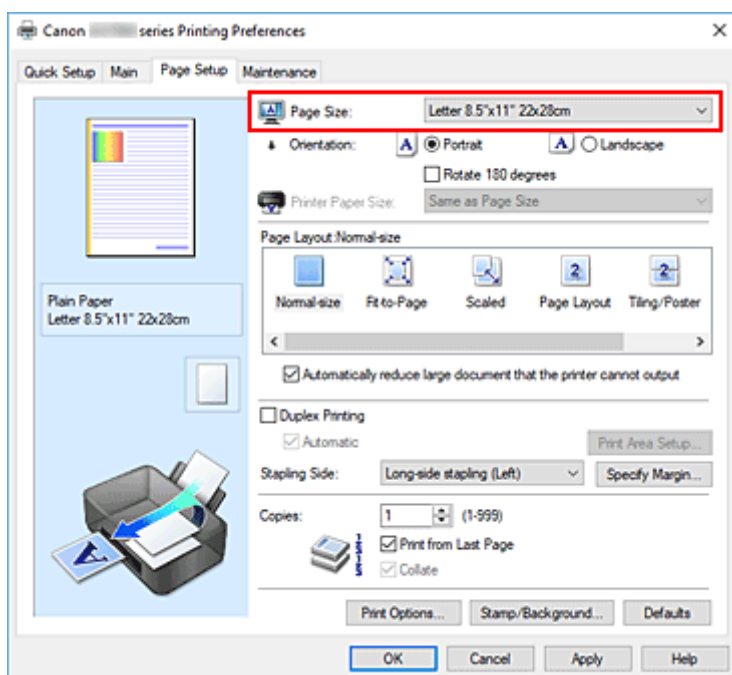 Canon series Printing Preferences
Quick Setup Main Page Setup Maintenance
Page Size: Letter 8.5"x11" 22x28cm
Orientation: A Portrait A Landscape
Rotate 180 degrees
Printer Paper Size: Same as Page Size
Page Layout:Normal-size
Normal-size Fit-to-Page Scaled Page Layout Tiling/Poster
Plain Paper
Letter 8.5"x11" 22x28cm
Automatically reduce large document that the printer cannot output
Duplex Printing
Automatic Print Area Setup...
Stapling Side: Long-side stapling (Left) Specify Margin...
Copies: 1 (1-999)
Print from Last Page
Collate
Print Options... Stamp/Background... Defaults
OK Cancel Apply Help